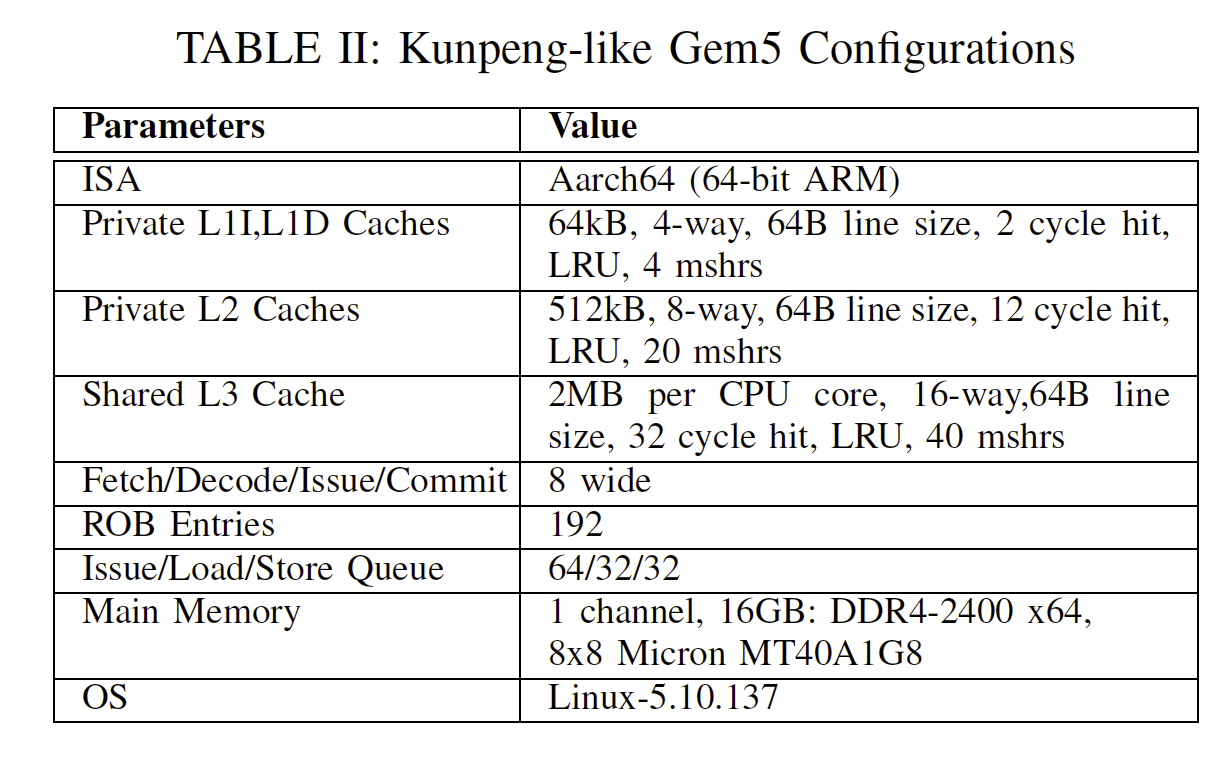 TABLE II: Kunpeng-like Gem5 Configurations
Parameters Value
ISA Aarch64 (64-bit ARM)
Private L1I,L1D Caches 64kB, 4-way, 64B line size, 2 cycle hit,
LRU, 4 mshrs
Private L2 Caches 512kB, 8-way, 64B line size, 12 cycle hit,
LRU, 20 mshrs
Shared L3 Cache 2MB per CPU core, 16-way,64B line
size, 32 cycle hit, LRU, 40 mshrs
Fetch/Decode/Issue/Commit 8 wide
ROB Entries 192
Issue/Load/Store Queue 64/32/32
Main Memory 1 channel, 16GB: DDR4-2400 x64,
8x8 Micron MT40A1G8
OS Linux-5.10.137